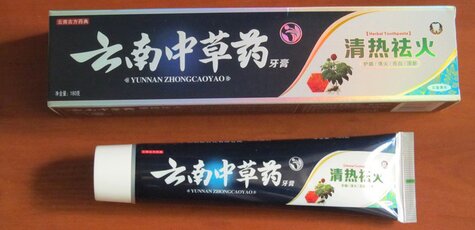 云南古方药典
云南中草药
牙膏
YUNNAN ZHONGCAOYAO
净含量：180克
【Herbal Toothpaste】
清热祛火
云南中草药
牙膏
YUNNAN ZHONGCAOYAO
清热祛火